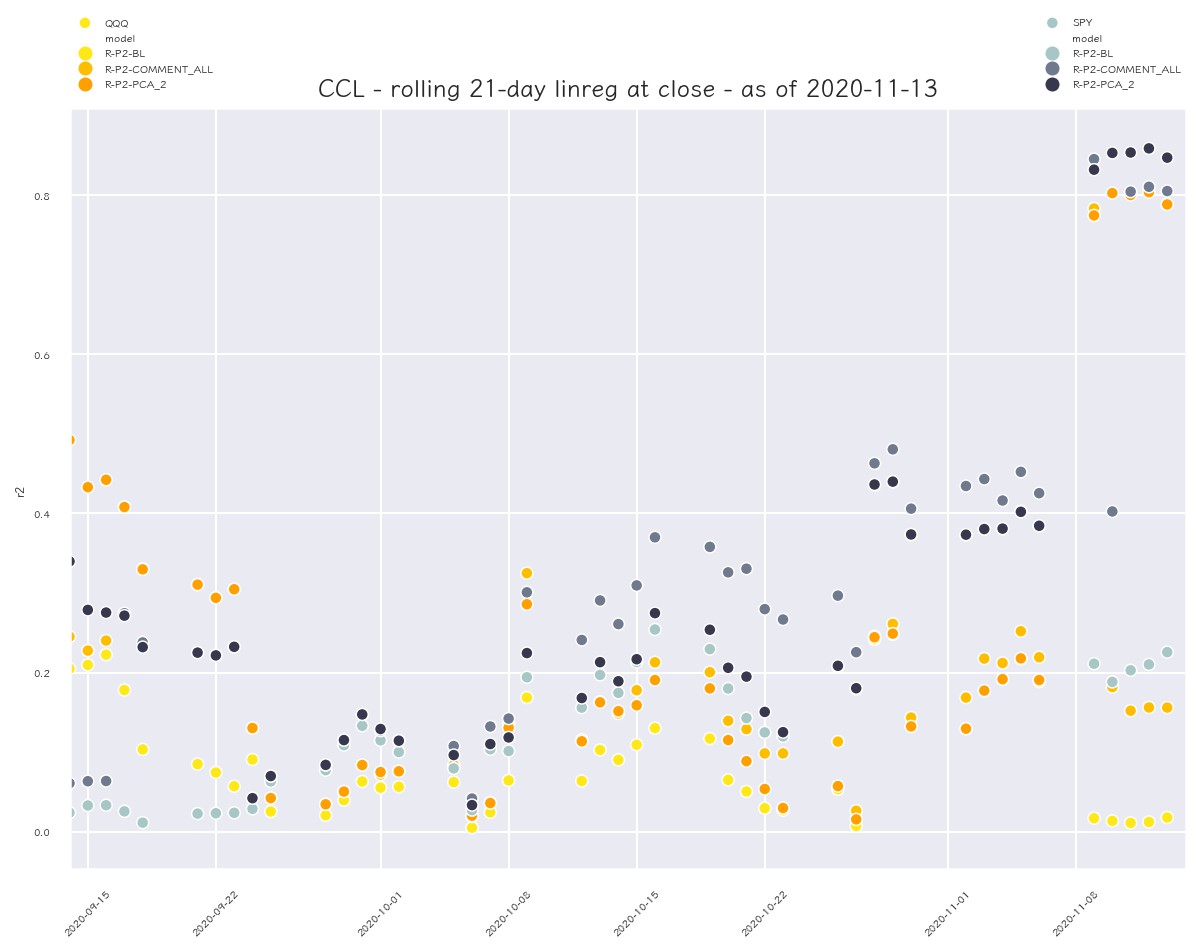 QQQ
model
R-P2-BL
R-P2-COMMENT_ALL
R-P2-PCA_2
SPY
model
R-P2-BL
R-P2-COMMENT_ALL
R-P2-PCA_2
CCL - rolling 21-day linreg at close - as of 2020-11-13
0.8
0.6
0.4
0.2
0.0
r2
2020-09-15
2020-09-22
2020-10-01
2020-10-08
2020-10-15
2020-10-22
2020-11-01
2020-11-08